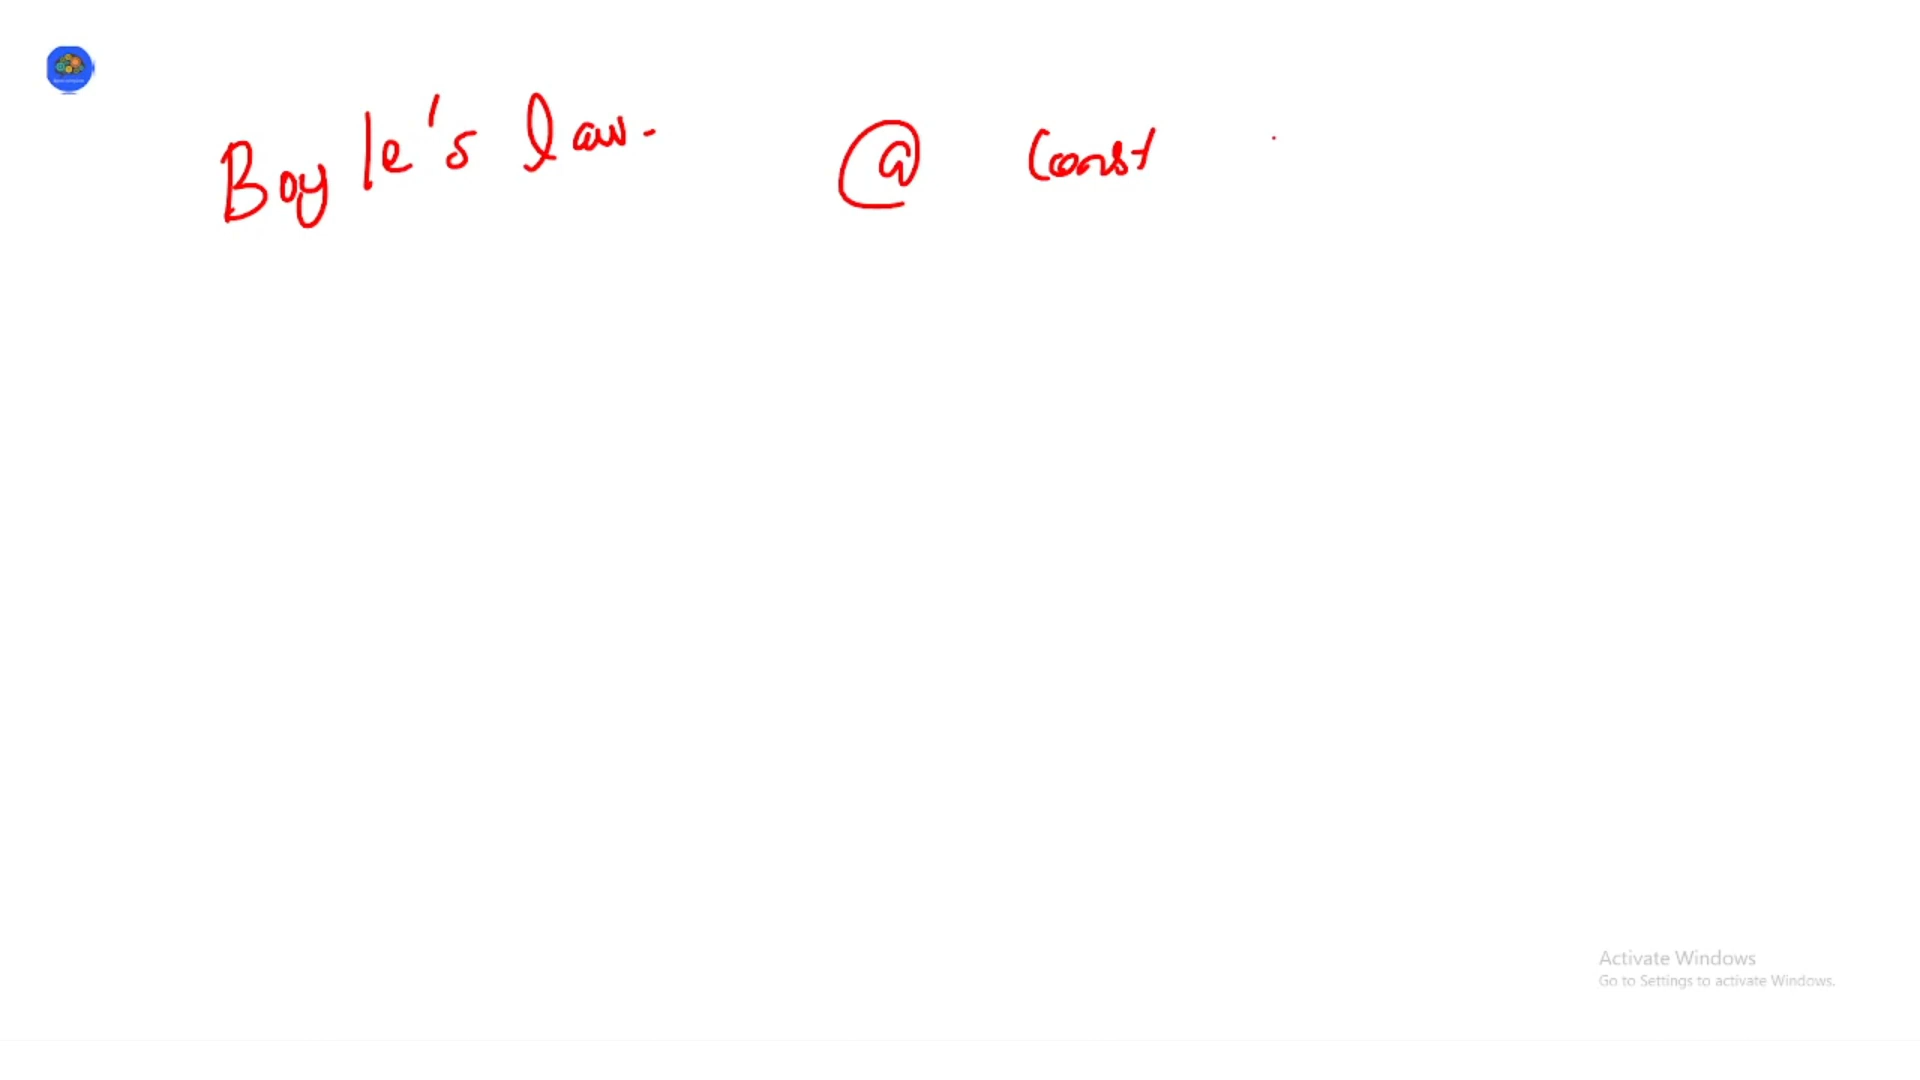 Boyle's law. @ const
Activate Windows
Go to Settings to activate Windows.